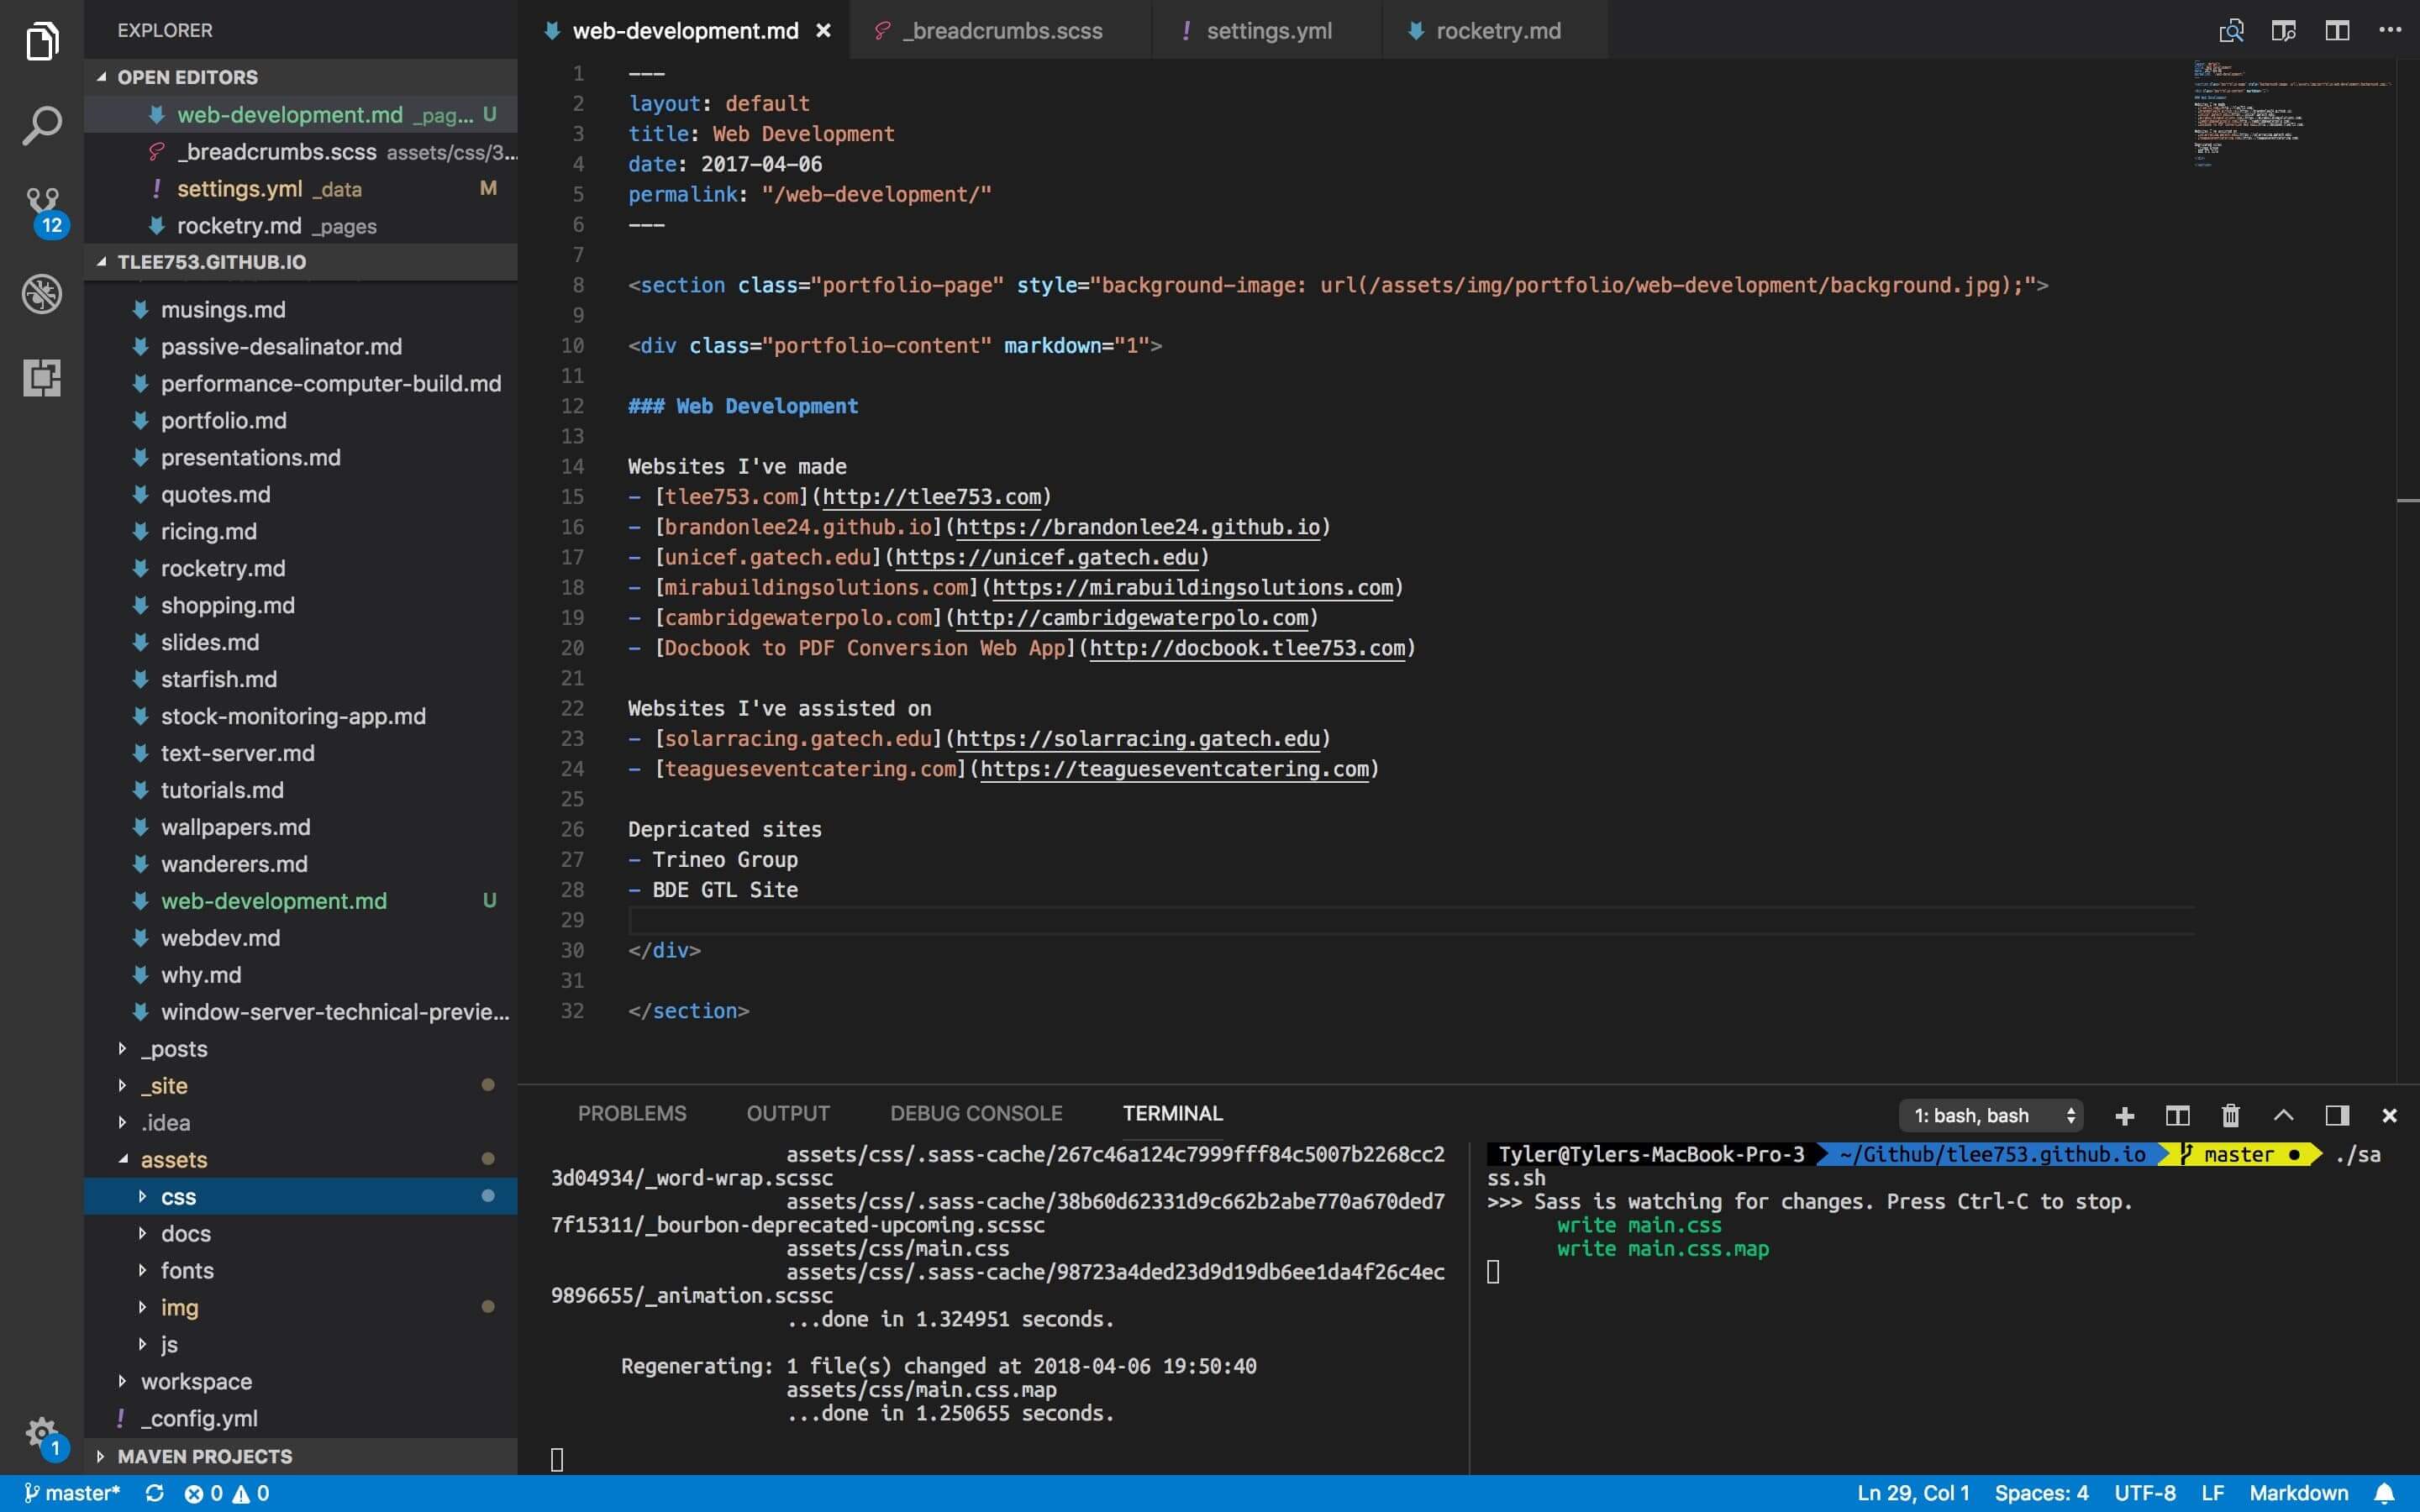 EXPLORER
OPEN EDITORS
web-development.md _pag... U
_breadcrumbs.scss assets/css/3...
! settings.yml _data M
rocketry.md _pages
TLEE753.GITHUB.IO
musings.md
passive-desalinator.md
performance-computer-build.md
portfolio.md
presentations.md
quotes.md
ricing.md
rocketry.md
shopping.md
slides.md
starfish.md
stock-monitoring-app.md
text-server.md
tutorials.md
wallpapers.md
wanderers.md
web-development.md U
webdev.md
why.md
window-server-technical-previe...
_posts
_site
.idea
assets
css
docs
fonts
img
js
workspace
! _config.yml
MAVEN PROJECTS
12
1
web-development.md
_breadcrumbs.scss
! settings.yml
rocketry.md
1 ---
2 layout: default
3 title: Web Development
4 date: 2017-04-06
5 permalink: "/web-development/"
6 ---
7
8 <section class="portfolio-page" style="background-image: url(/assets/img/portfolio/web-development/background.jpg);">
9
10 <div class="portfolio-content" markdown="1">
11
12 ### Web Development
13
14 Websites I've made
15 - [tlee753.com](http://tlee753.com)
16 - [brandonlee24.github.io](https://brandonlee24.github.io)
17 - [unicef.gatech.edu](https://unicef.gatech.edu)
18 - [mirabuildingsolutions.com](https://mirabuildingsolutions.com)
19 - [cambridgewaterpolo.com](http://cambridgewaterpolo.com)
20 - [Docbook to PDF Conversion Web App](http://docbook.tlee753.com)
21
22 Websites I've assisted on
23 - [solarracing.gatech.edu](https://solarracing.gatech.edu)
24 - [teagueseventcatering.com](https://teagueseventcatering.com)
25
26 Depricated sites
27 - Trineo Group
28 - BDE GTL Site
29
30 </div>
31
32 </section>
PROBLEMS OUTPUT DEBUG CONSOLE TERMINAL
1: bash, bash
assets/css/.sass-cache/267c46a124c7999fff84c5007b2268cc2
3d04934/_word-wrap.scssc
assets/css/.sass-cache/38b60d62331d9c662b2abe770a670ded7
7f15311/_bourbon-deprecated-upcoming.scssc
assets/css/main.css
assets/css/.sass-cache/98723a4ded23d9d19db6ee1da4f26c4ec
9896655/_animation.scssc
...done in 1.324951 seconds.
Regenerating: 1 file(s) changed at 2018-04-06 19:50:40
assets/css/main.css.map
...done in 1.250655 seconds.
Tyler@Tylers-MacBook-Pro-3 ~/Github/tlee753.github.io master ● ./sa
ss.sh
>>> Sass is watching for changes. Press Ctrl-C to stop.
write main.css
write main.css.map
master* 0 0
Ln 29, Col 1 Spaces: 4 UTF-8 LF Markdown